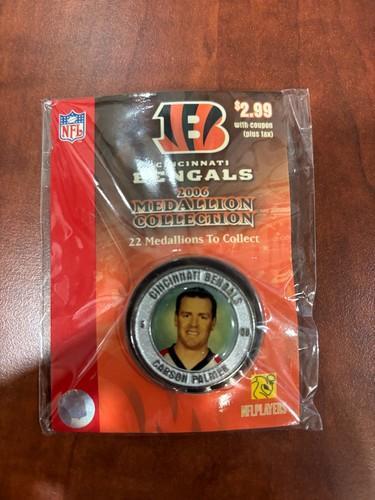 NFL
B
$2.99
with coupon
(plus tax)
CINCINNATI
BENGALS
2006
MEDALLION
COLLECTION
22 Medallions To Collect
CINCINNATI BENGALS
CARSON PALMER
NFLPLAYERS